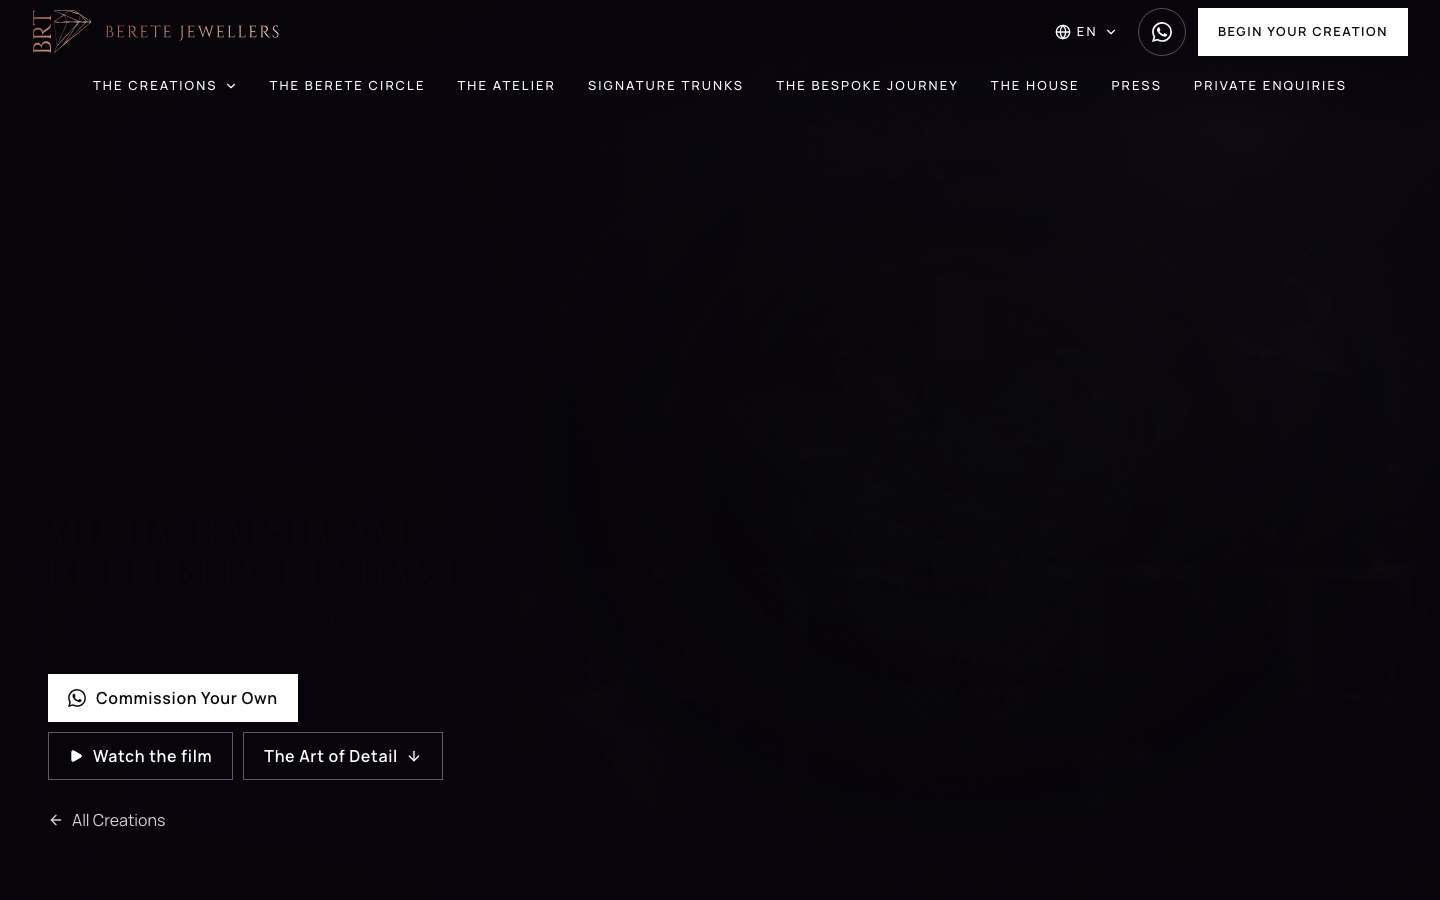 BRT
BERETE JEWELLERS
EN
BEGIN YOUR CREATION
THE CREATIONS
THE BERETE CIRCLE
THE ATELIER
SIGNATURE TRUNKS
THE BESPOKE JOURNEY
THE HOUSE
PRESS
PRIVATE ENQUIRIES
Commission Your Own
Watch the film
The Art of Detail
All Creations